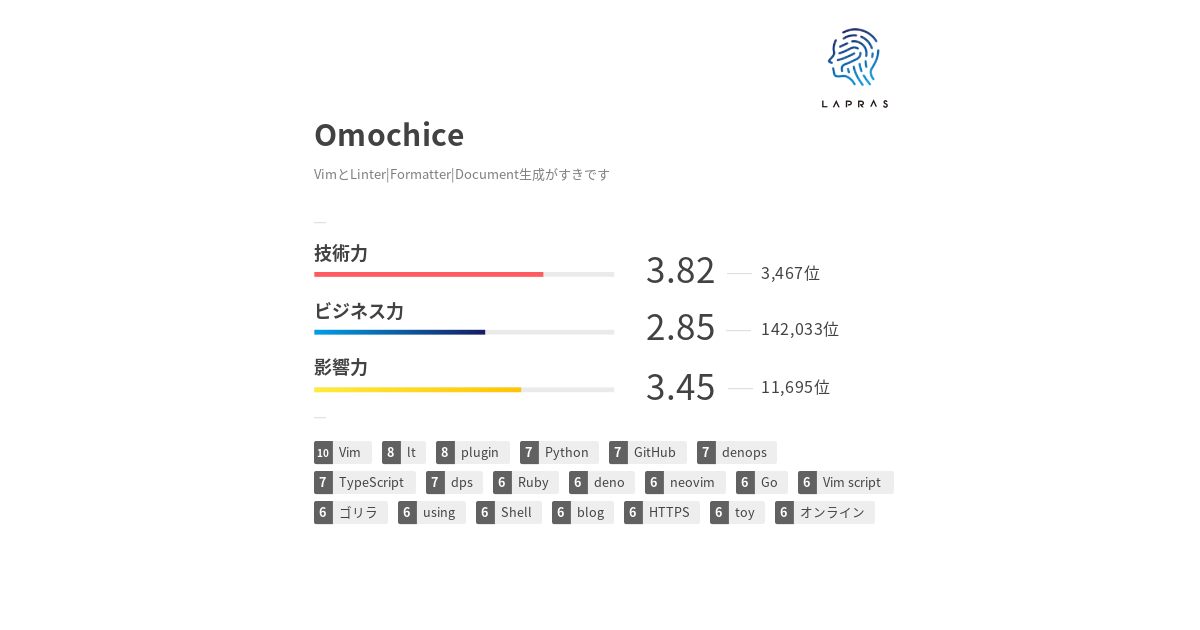 LAPRAS
Omochice
VimとLinter|Formatter|Document生成がすきです
技術力
3.82 3,467位
ビジネス力
2.85 142,033位
影響力
3.45 11,695位
10 Vim 8 lt 8 plugin 7 Python 7 GitHub 7 denops
7 TypeScript 7 dps 6 Ruby 6 deno 6 neovim 6 Go 6 Vim script
6 ゴリラ 6 using 6 Shell 6 blog 6 HTTPS 6 toy 6 オンライン